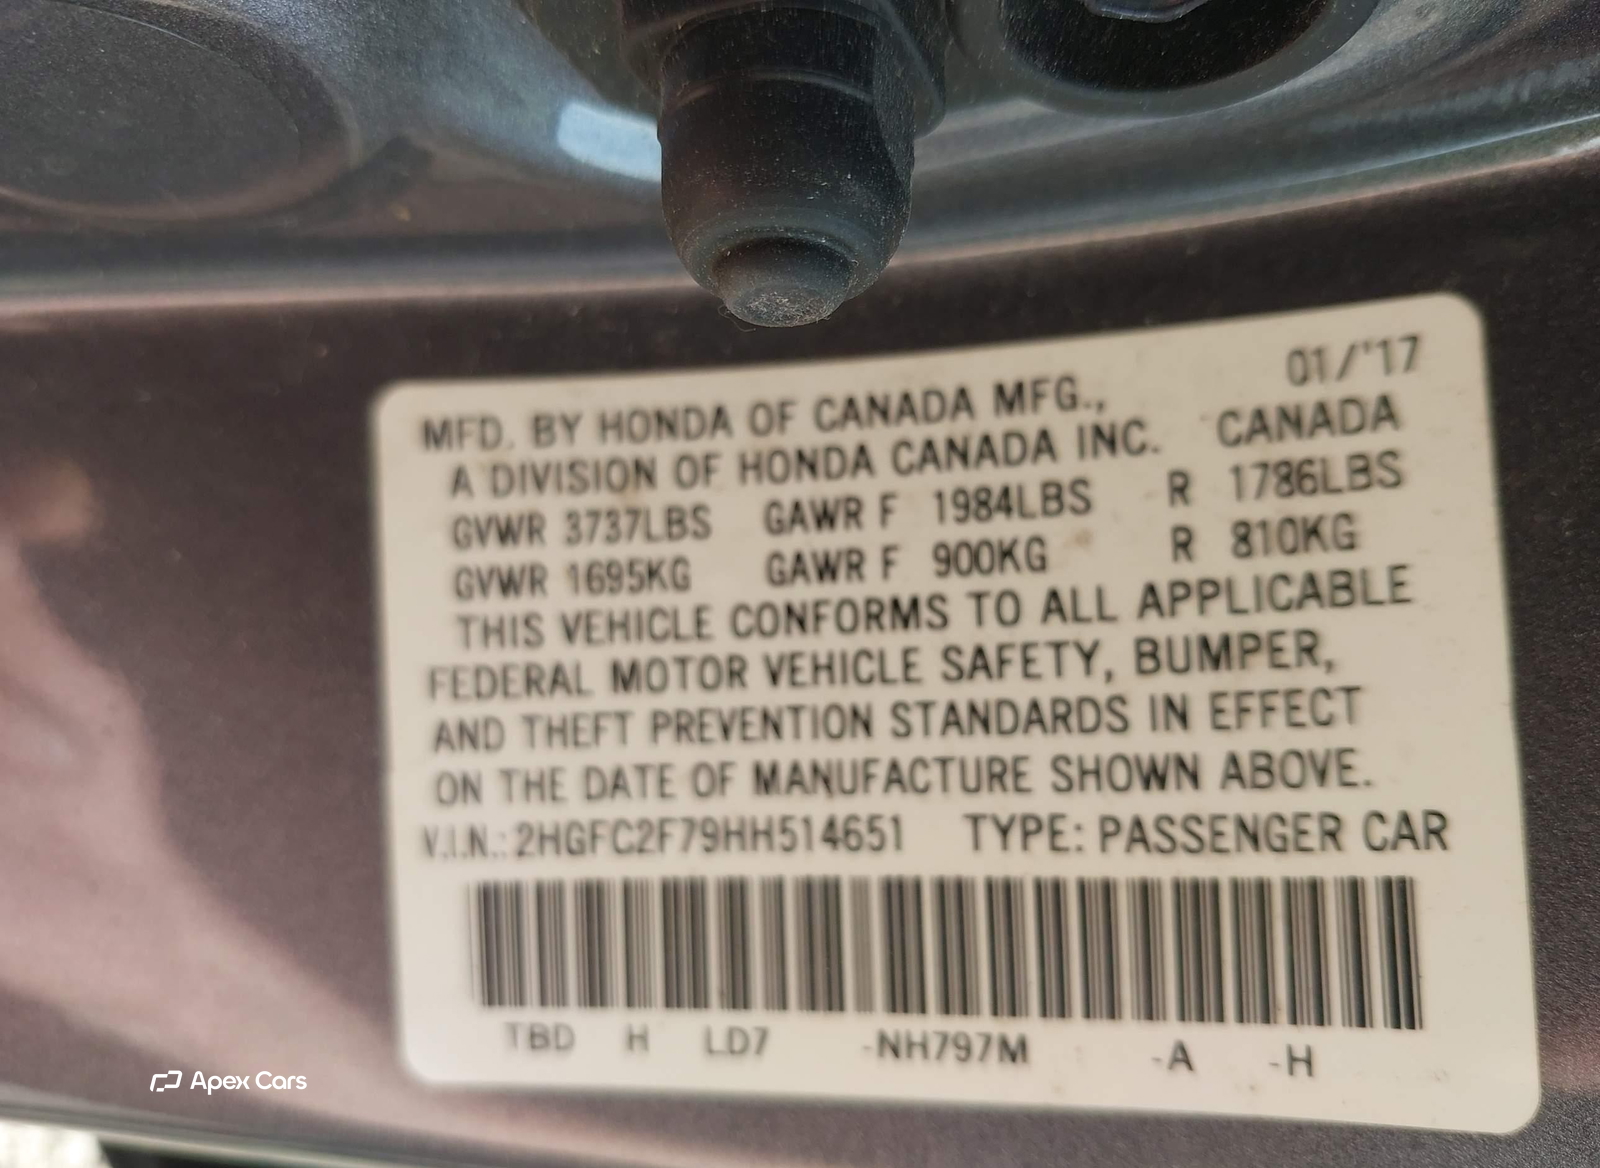 01/'17
MFD. BY HONDA OF CANADA MFG., CANADA
A DIVISION OF HONDA CANADA INC.
GVWR 3737LBS GAWR F 1984LBS R 1786LBS
GVWR 1695KG GAWR F 900KG R 810KG
THIS VEHICLE CONFORMS TO ALL APPLICABLE
FEDERAL MOTOR VEHICLE SAFETY, BUMPER,
AND THEFT PREVENTION STANDARDS IN EFFECT
ON THE DATE OF MANUFACTURE SHOWN ABOVE.
V.I.N.: 2HGFC2F79HH514651 TYPE: PASSENGER CAR
TBD H LD7 -NH797M -A -H
Apex Cars